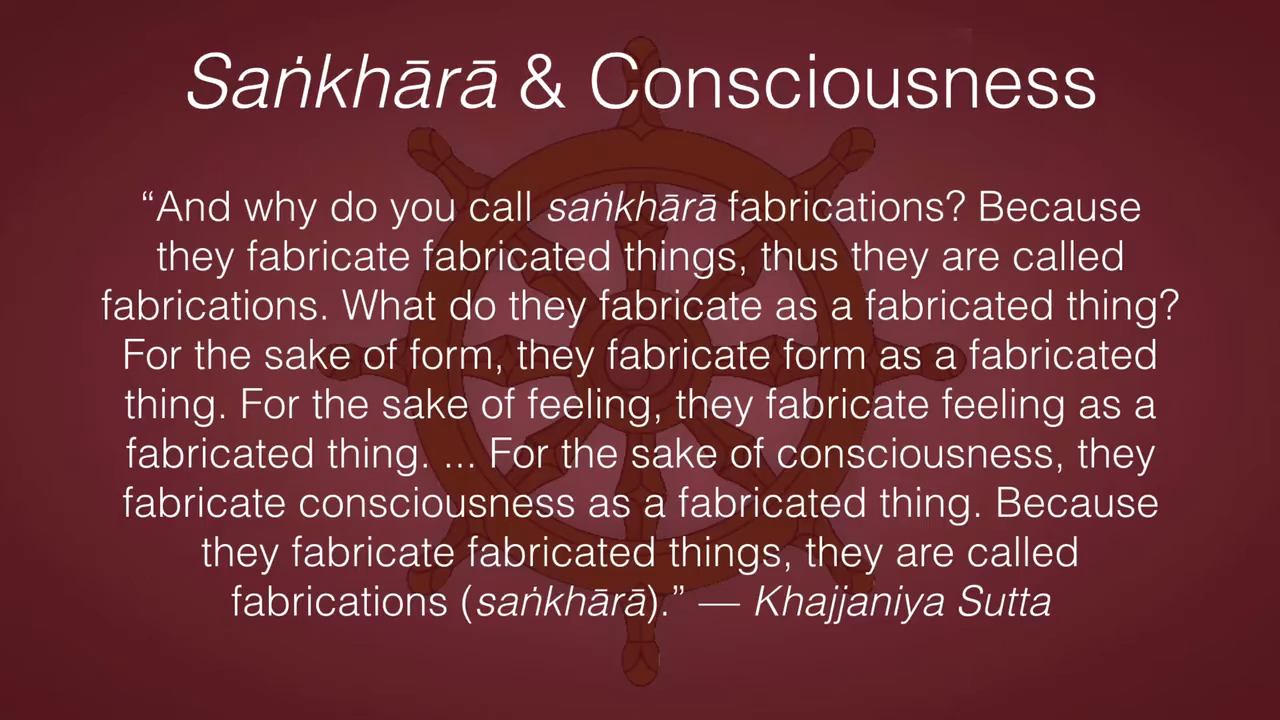 Saṅkhārā & Consciousness
“And why do you call saṅkhārā fabrications? Because
they fabricate fabricated things, thus they are called
fabrications. What do they fabricate as a fabricated thing?
For the sake of form, they fabricate form as a fabricated
thing. For the sake of feeling, they fabricate feeling as a
fabricated thing. ... For the sake of consciousness, they
fabricate consciousness as a fabricated thing. Because
they fabricate fabricated things, they are called
fabrications (saṅkhārā).” — Khajjaniya Sutta